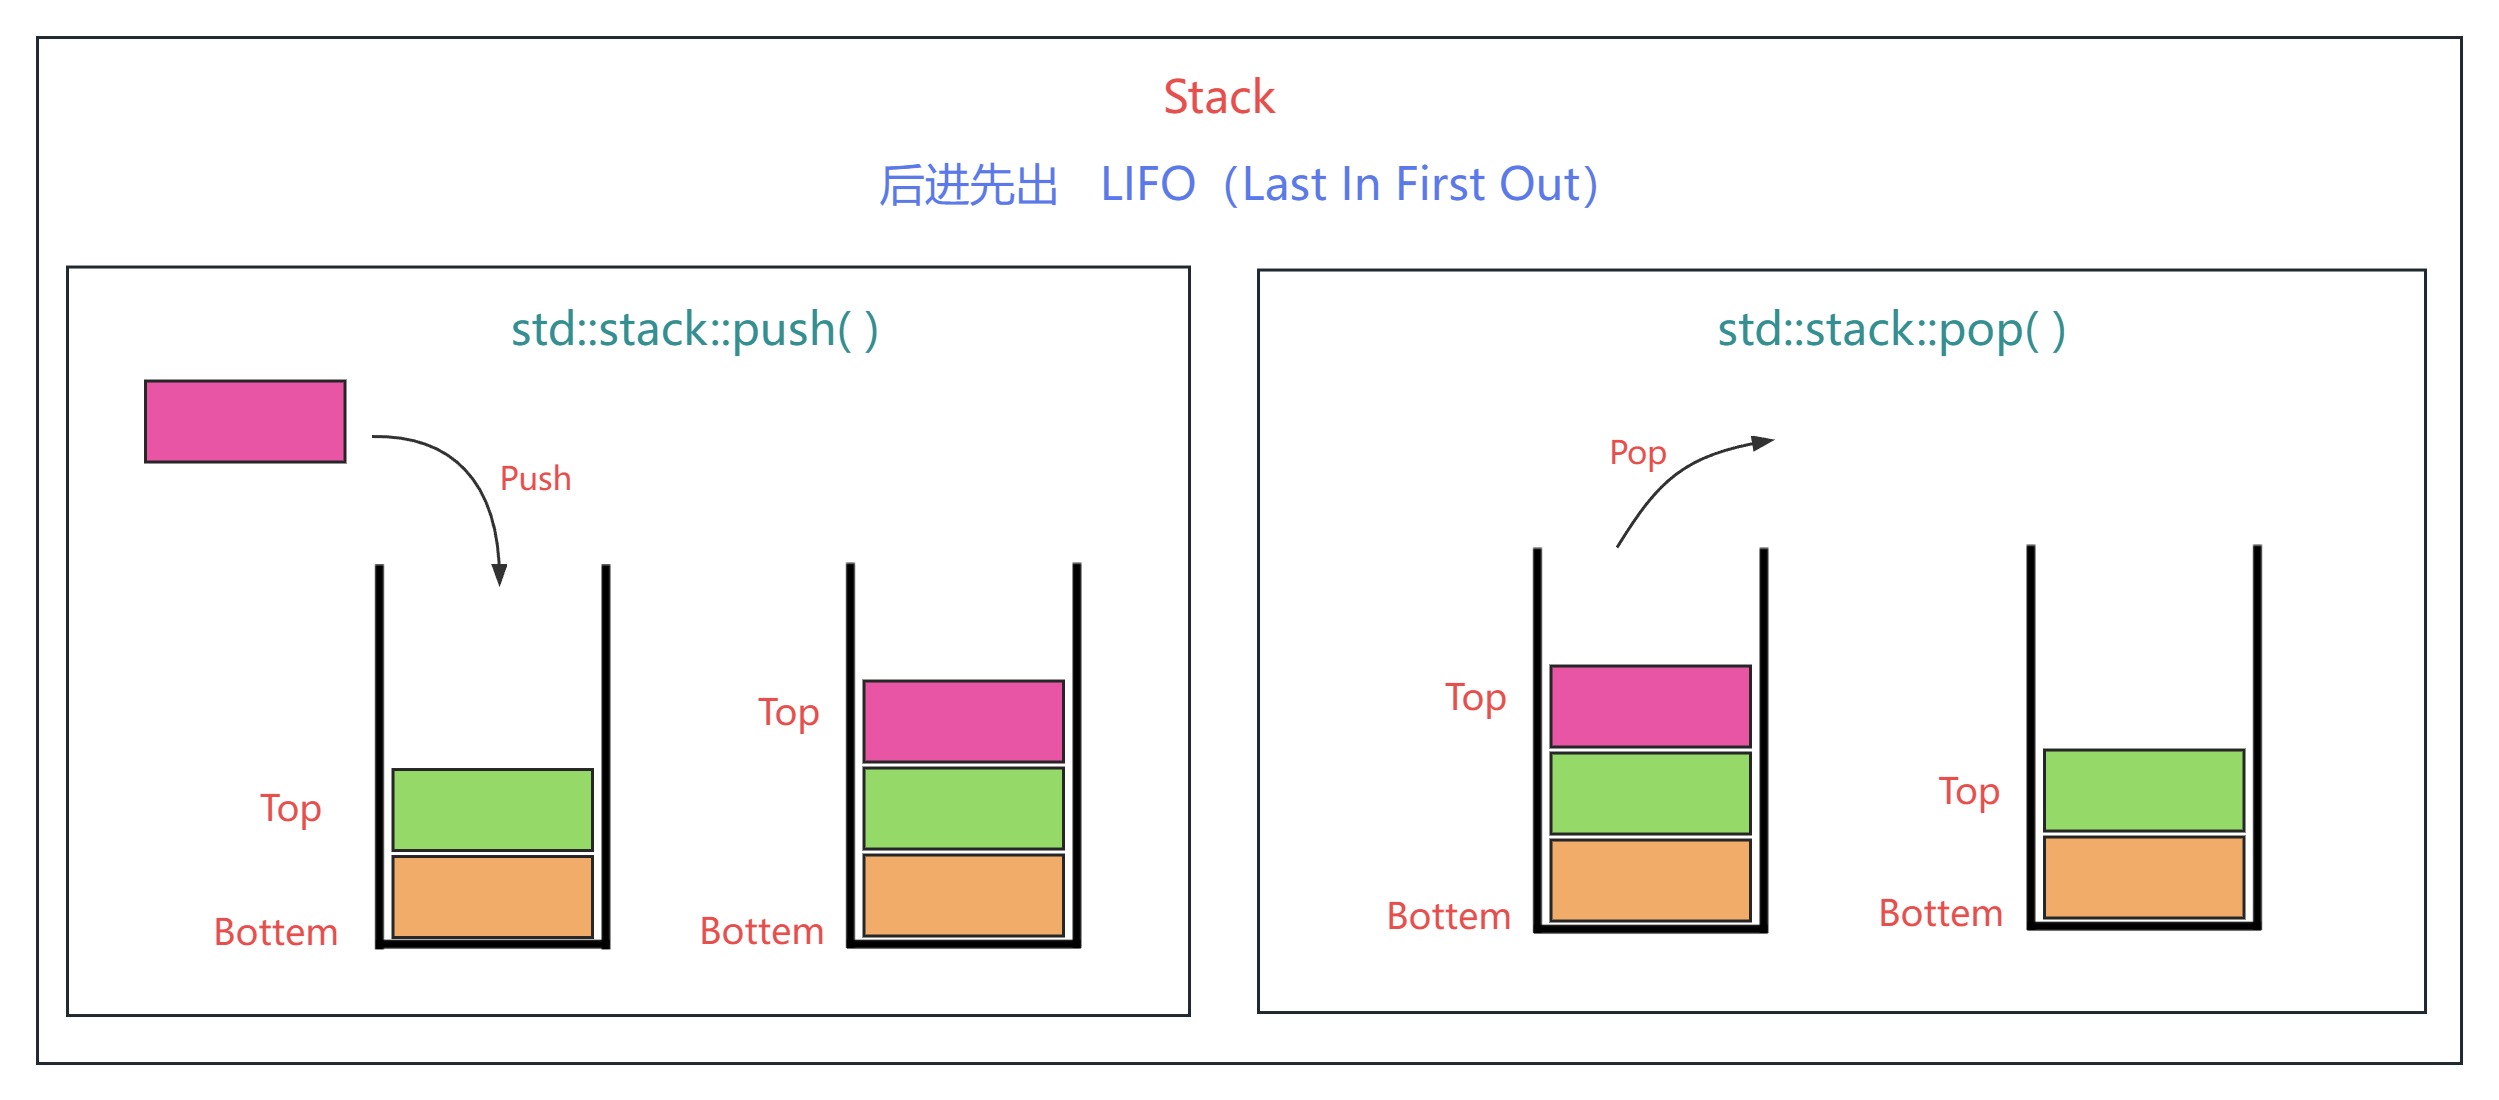 Stack
后进先出 LIFO（Last In First Out）
std::stack::push( )
Push
Top
Bottem
Top
Bottem
std::stack::pop( )
Pop
Top
Bottem
Top
Bottem